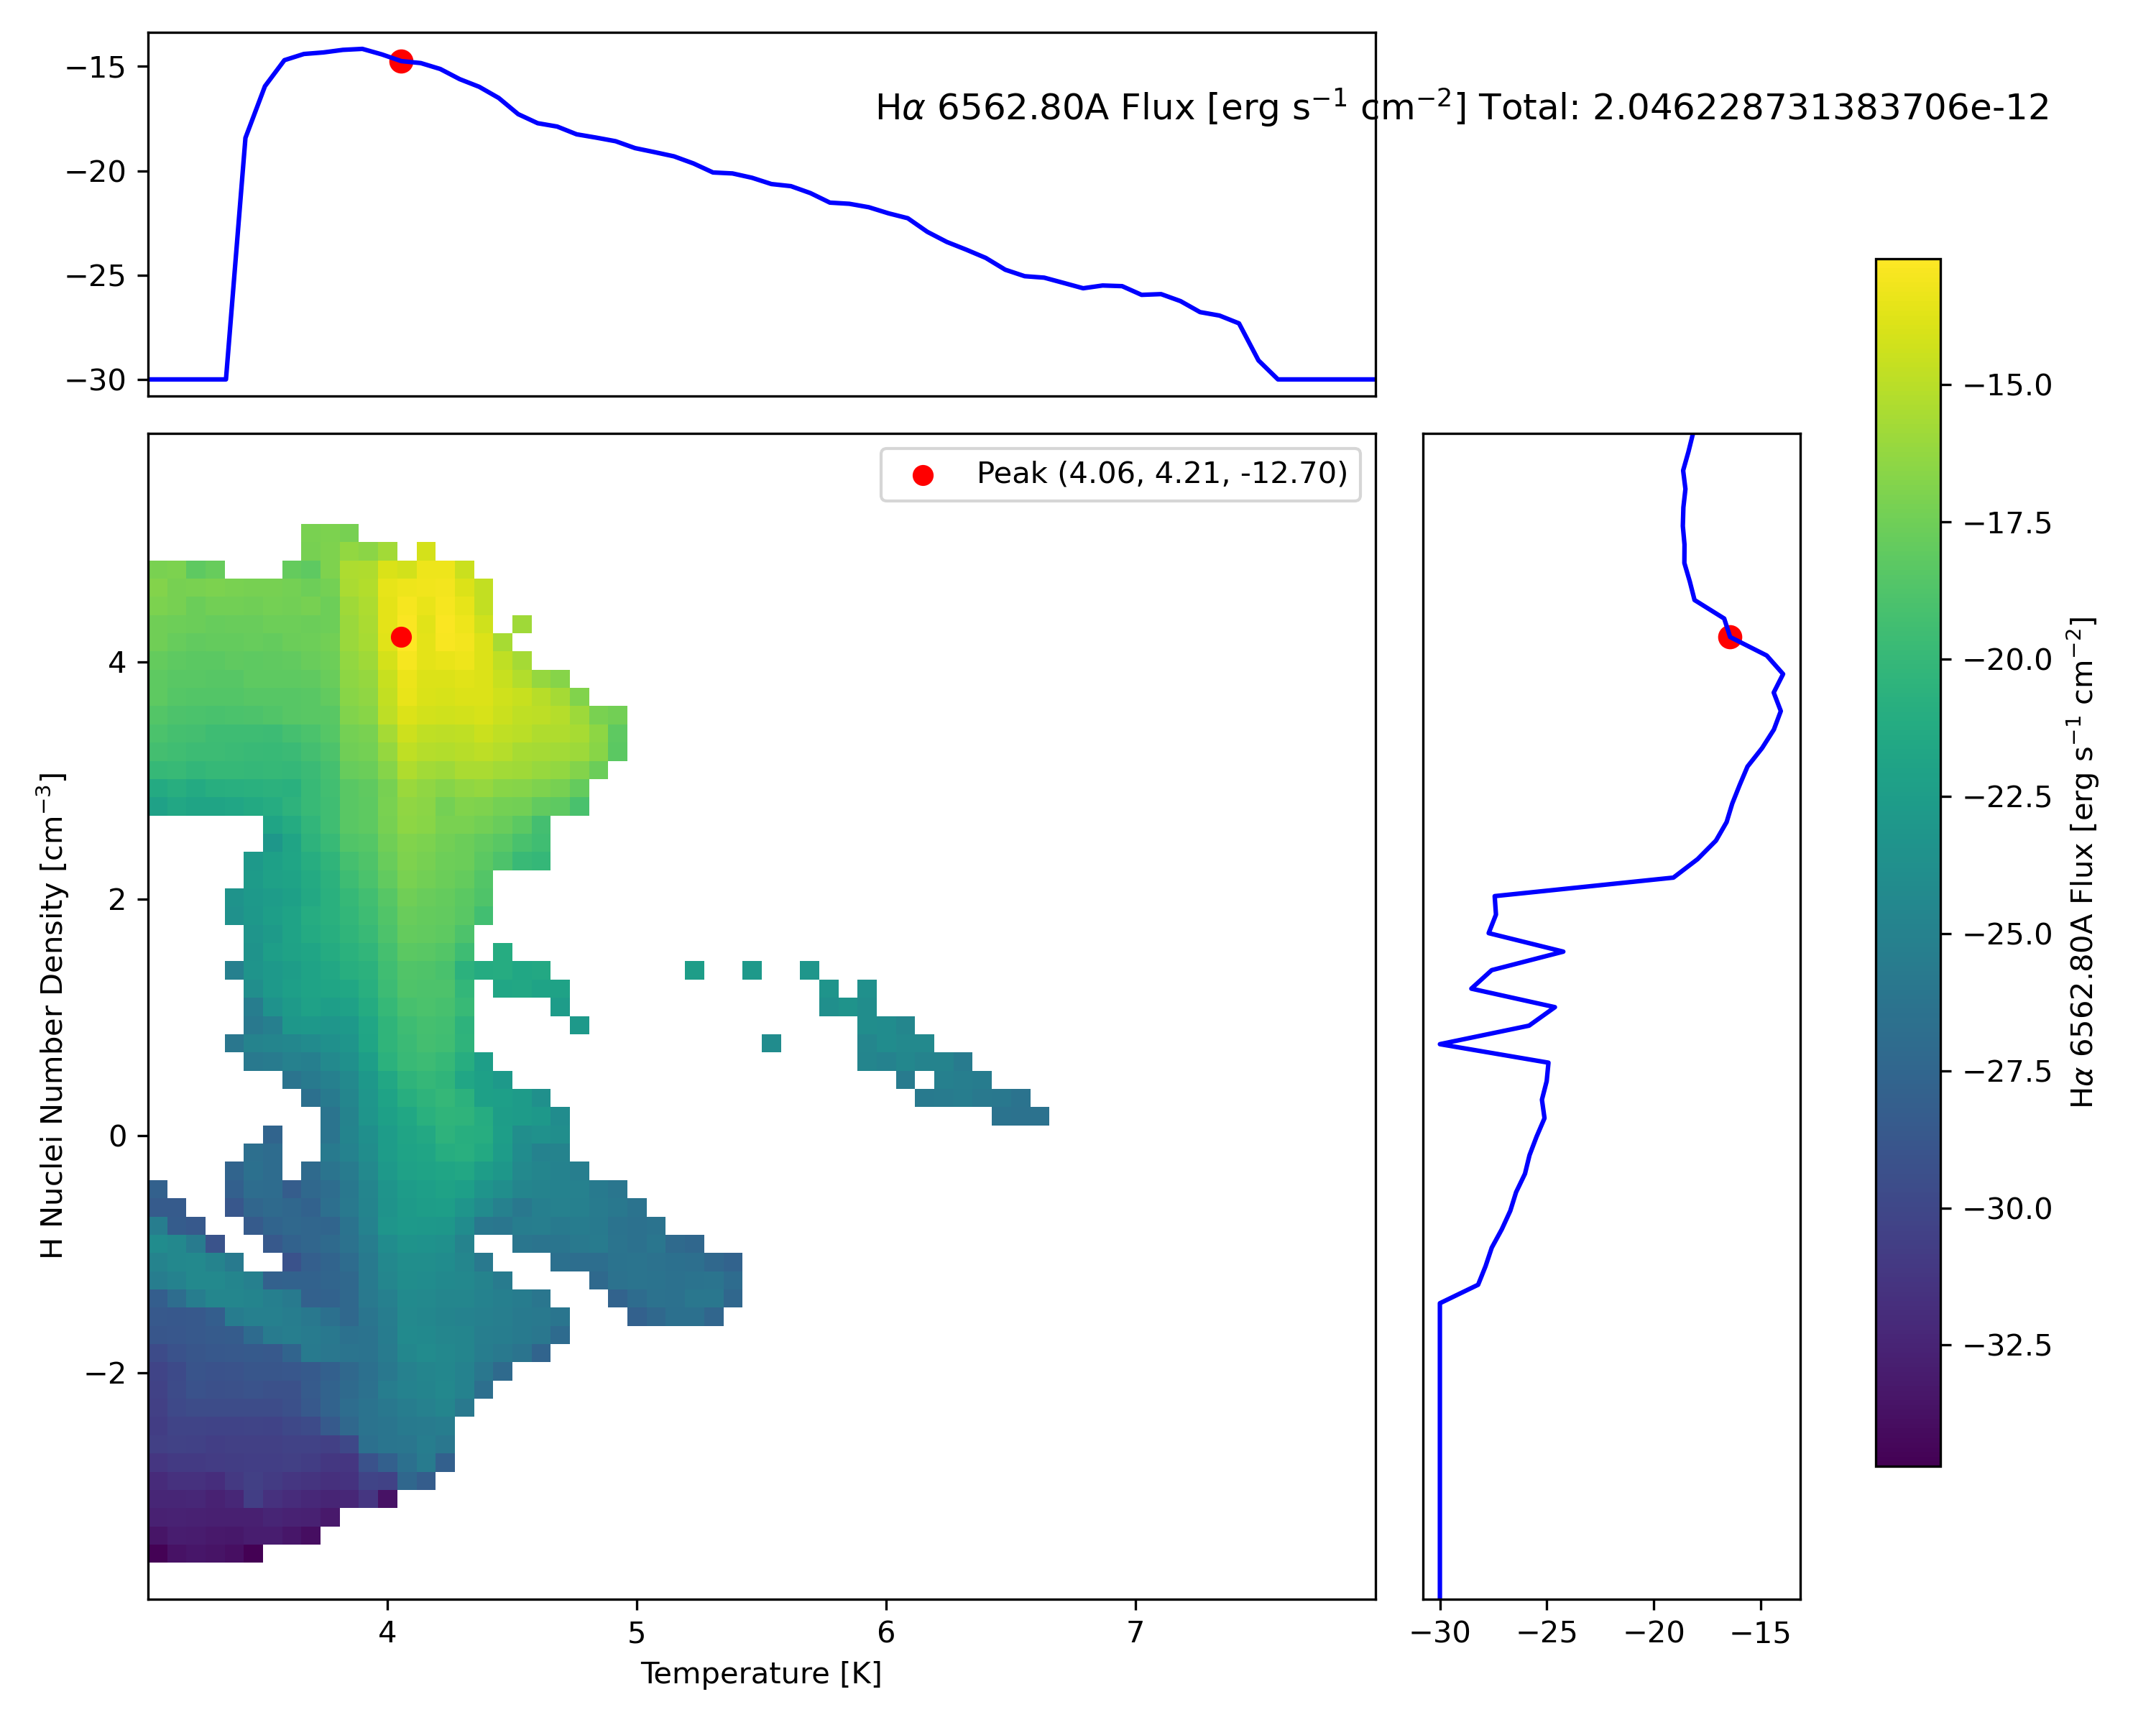 −15
−20
−25
−30
Hα 6562.80A Flux [erg s⁻¹ cm⁻²] Total: 2.046228731383706e-12
Peak (4.06, 4.21, -12.70)
H Nuclei Number Density [cm⁻³]
4
2
0
−2
4 5 6 7
Temperature [K]
−30 −25 −20 −15
−15.0
−17.5
−20.0
−22.5
−25.0
−27.5
−30.0
−32.5
Hα 6562.80A Flux [erg s⁻¹ cm⁻²]